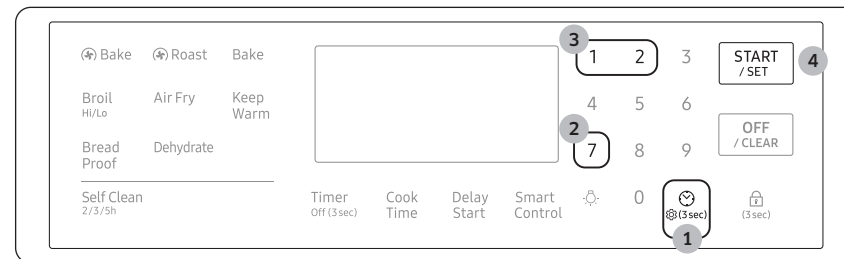 Bake Roast Bake
Broil Air Fry Keep
Hi/Lo Warm
Bread Dehydrate
Proof
Self Clean
2/3/5h
Timer Cook Delay Smart
Off (3 sec) Time Start Control
3
1 2 3
4 5 6
2
7 8 9
0
(3 sec)
1
START
/ SET
4
OFF
/ CLEAR
(3 sec)